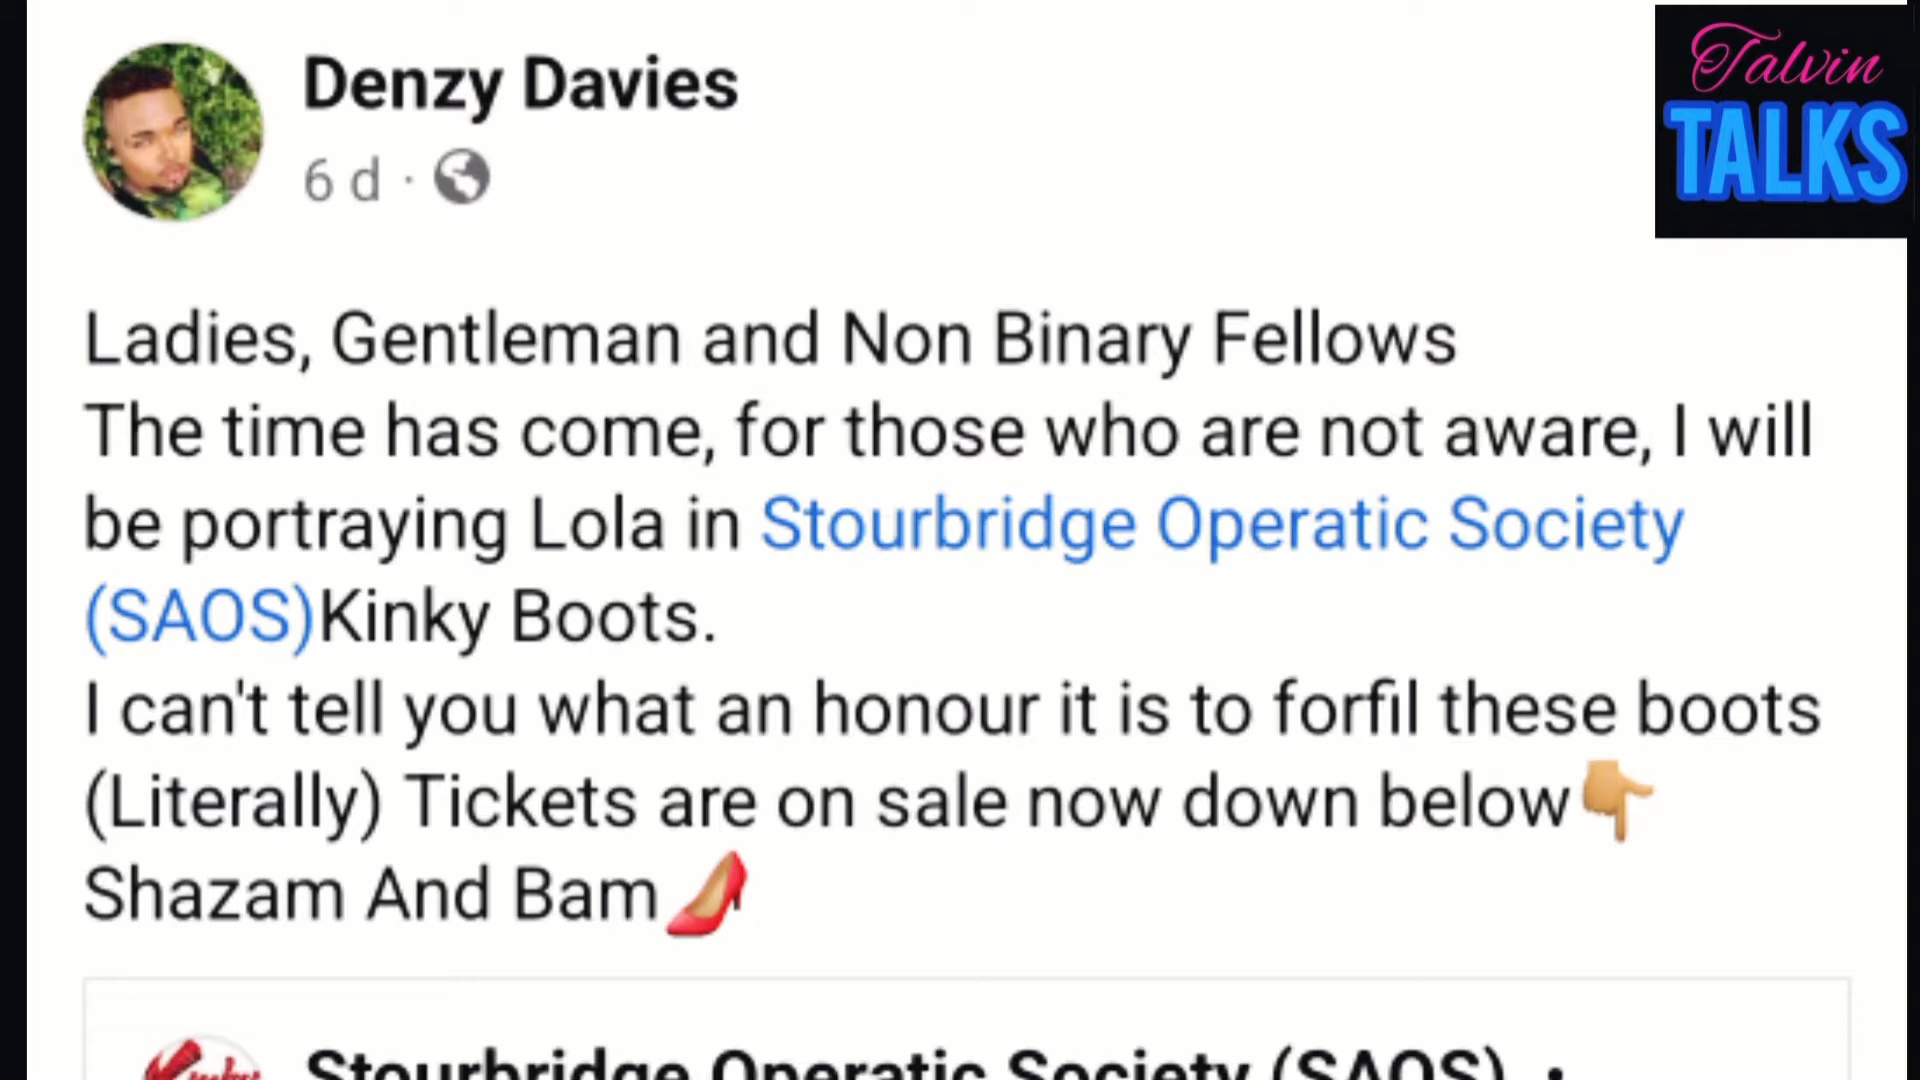 Denzy Davies
Talvin
TALKS
6 d ·
Ladies, Gentleman and Non Binary Fellows
The time has come, for those who are not aware, I will
be portraying Lola in Stourbridge Operatic Society
(SAOS)Kinky Boots.
I can't tell you what an honour it is to forfil these boots
(Literally) Tickets are on sale now down below👇🏼
Shazam And Bam👠
Stourbridge Operatic Society (SAOS) ·